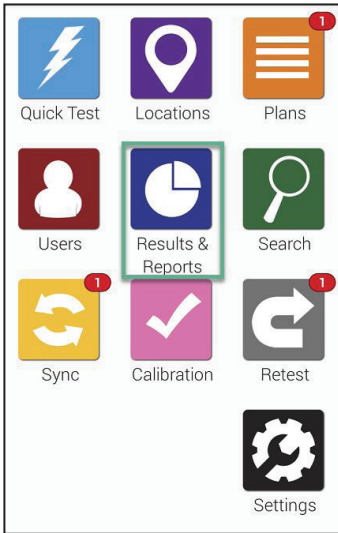 1
Quick Test
Locations
Plans
Users
Results &
Reports
Search
1
1
Sync
Calibration
Retest
Settings